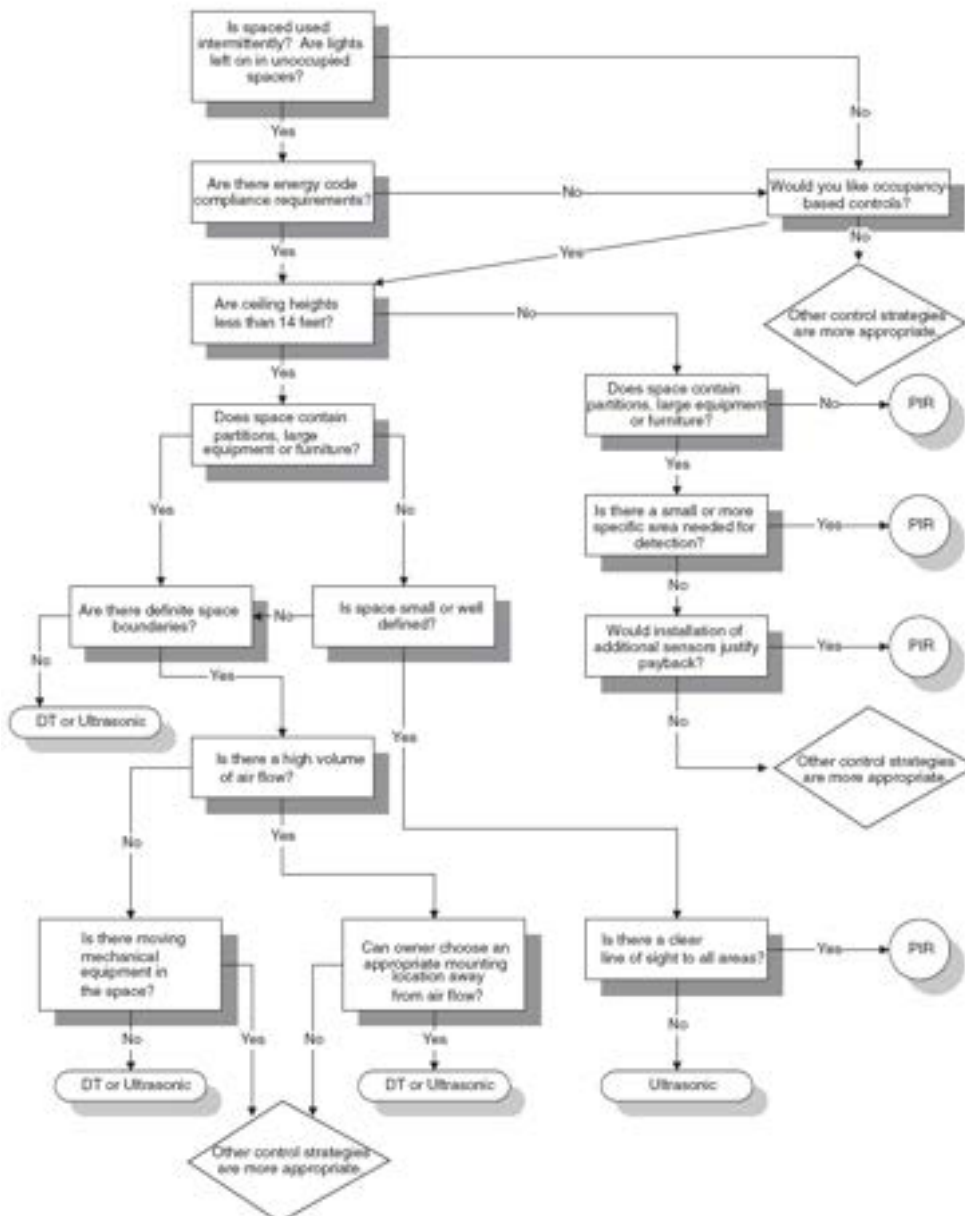 Is spaced used
intermittently? Are lights
left on in unoccupied
spaces?
No
Yes
Are there energy code
compliance requirements?
No
Would you like occupancy-
based controls?
Yes
Yes
No
Are ceiling heights
less than 14 feet?
No
Other control strategies
are more appropriate.
Yes
Does space contain
partitions, large
equipment or furniture?
Does space contain
partitions, large equipment
or furniture?
No
PIR
Yes
Yes
No
Is there a small or more
specific area needed for
detection?
Yes
PIR
No
Are there definite space
boundaries?
No
Is space small or well
defined?
Would installation of
additional sensors justify
payback?
Yes
PIR
No
Yes
DT or Ultrasonic
Yes
No
Is there a high volume
of air flow?
Other control strategies
are more appropriate.
No
Yes
Is there moving
mechanical
equipment in
the space?
Can owner choose an
appropriate mounting
location away
from air flow?
Is there a clear
line of sight to all areas?
Yes
PIR
No
Yes
No
Yes
No
DT or Ultrasonic
DT or Ultrasonic
Ultrasonic
Other control strategies
are more appropriate.